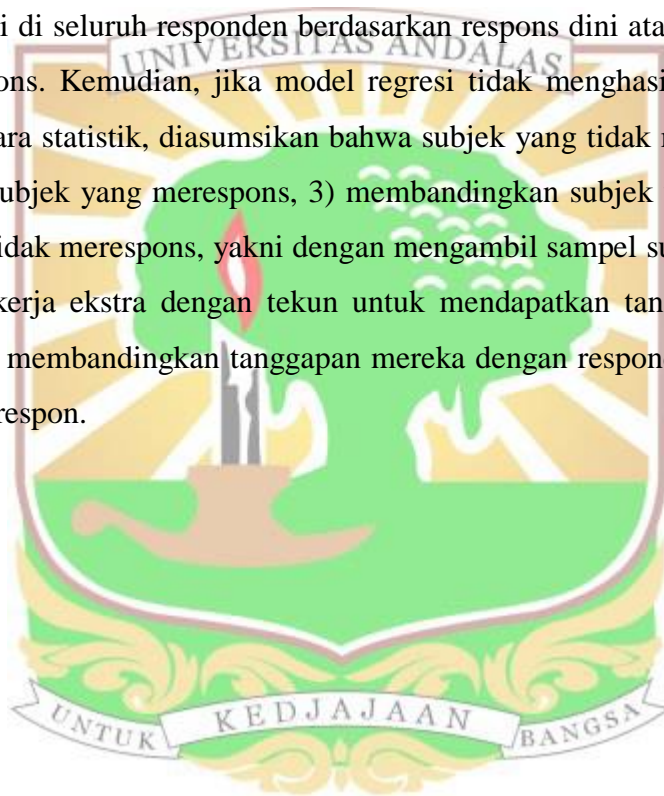 i di seluruh responden berdasarkan respons dini ata
UNIVERSITAS ANDALAS
ons. Kemudian, jika model regresi tidak menghasi
ara statistik, diasumsikan bahwa subjek yang tidak
ubjek yang merespons, 3) membandingkan subjek
idak merespons, yakni dengan mengambil sampel su
kerja ekstra dengan tekun untuk mendapatkan tan
membandingkan tanggapan mereka dengan respond
respon.
UNTUK KEDJAJAAN BANGSA